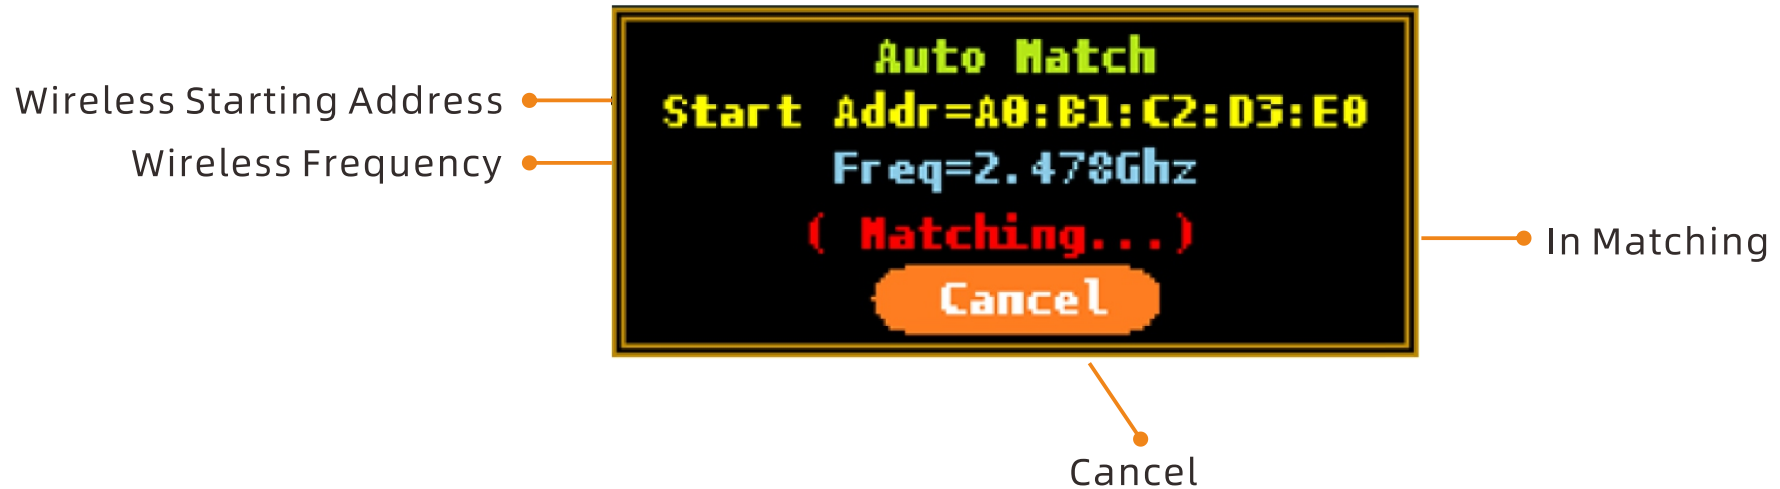 Auto Match
Wireless Starting Address
Start Addr=A0:B1:C2:D3:E0
Wireless Frequency
Freq=2.478Ghz
( Matching...)
In Matching
Cancel
Cancel